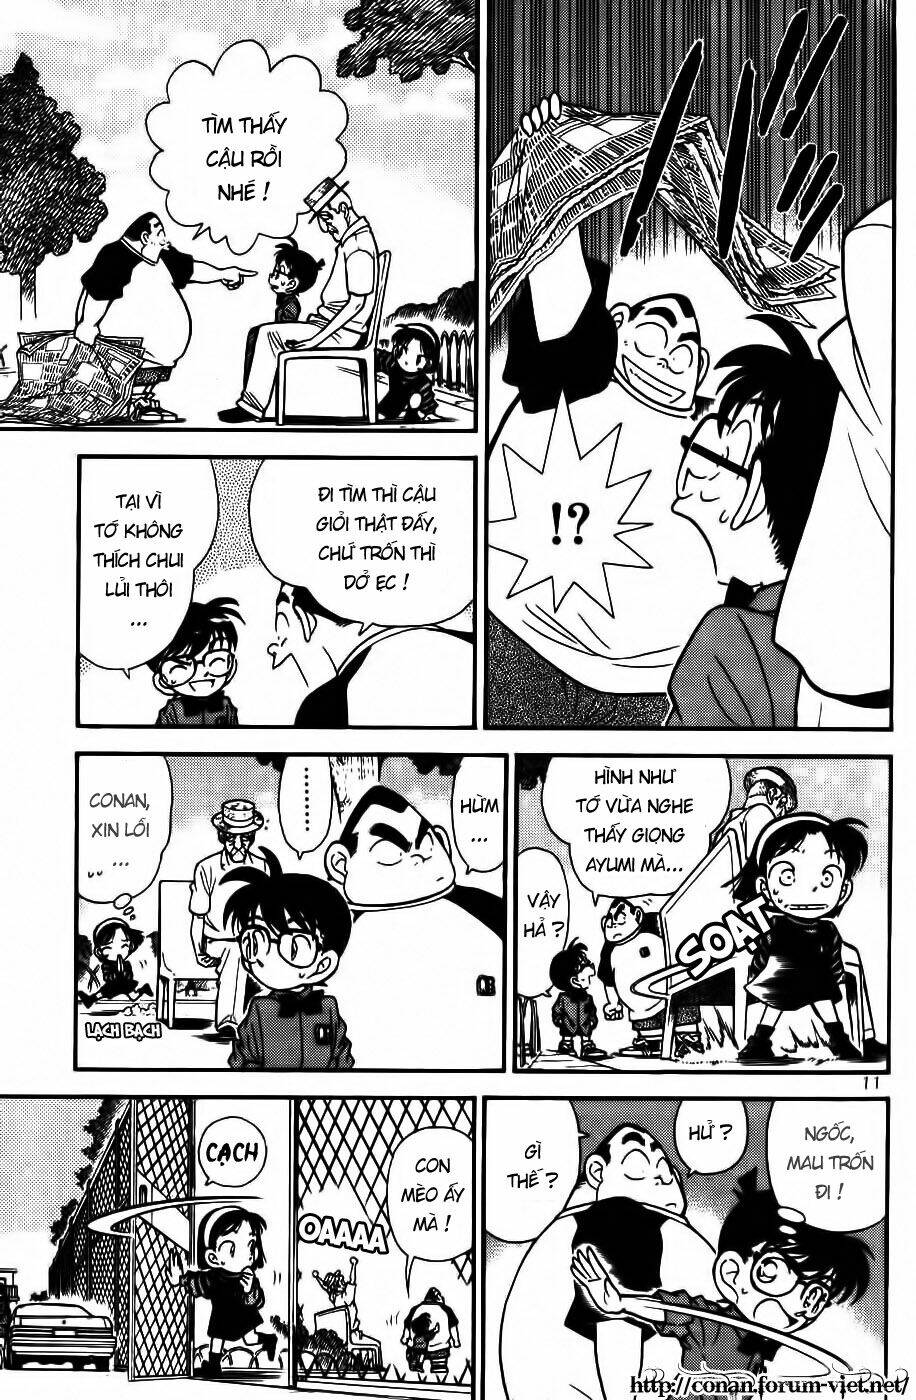 !?
TÌM THẤY
CẬU RỒI
NHÉ !
ĐI TÌM THÌ CẬU
GIỎI THẬT ĐẤY,
CHỨ TRỐN THÌ
DỞ ẸC !
TẠI VÌ
TỚ KHÔNG
THÍCH CHUI
LỦI THÔI
...
HÌNH NHƯ
TỚ VỪA NGHE
THẤY GIỌNG
AYUMI MÀ...
SOẠT
VẬY
HẢ ?
HỪM
...
........
CONAN,
XIN LỖI
...
LẠCH BẠCH
11
NGỐC,
MAU TRỐN
ĐI !
HỬ ?
GÌ
THẾ ?
CON
MÈO ẤY
MÀ !
OAAAA
CẠCH
http://conan.forum-viet.net/